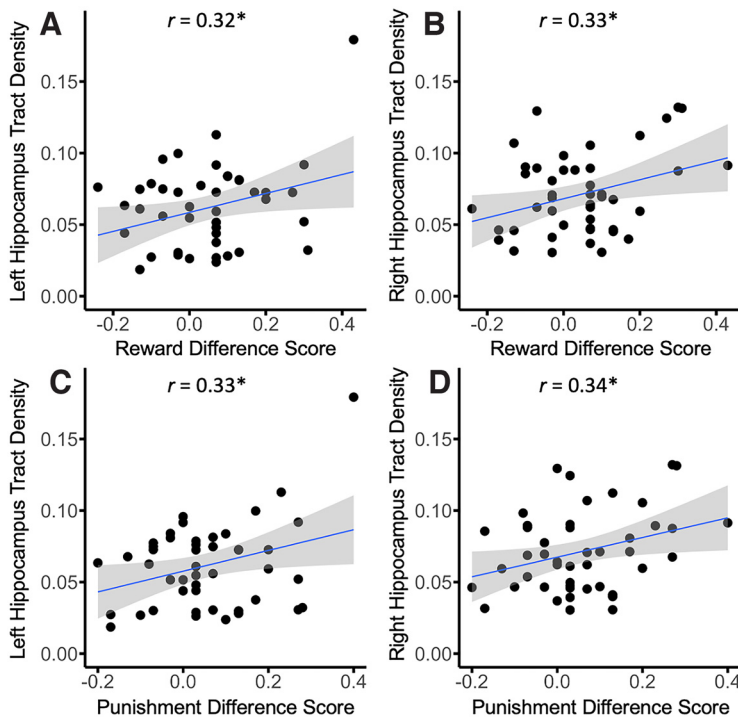 A
r = 0.32*
Left Hippocampus Tract Density
0.15
0.10
0.05
0.00
-0.2
0.0
0.2
0.4
Reward Difference Score
B
r = 0.33*
Right Hippocampus Tract Density
0.15
0.10
0.05
0.00
-0.2
0.0
0.2
0.4
Reward Difference Score
C
r = 0.33*
Left Hippocampus Tract Density
0.15
0.10
0.05
0.00
-0.2
0.0
0.2
0.4
Punishment Difference Score
D
r = 0.34*
Right Hippocampus Tract Density
0.15
0.10
0.05
0.00
-0.2
0.0
0.2
0.4
Punishment Difference Score